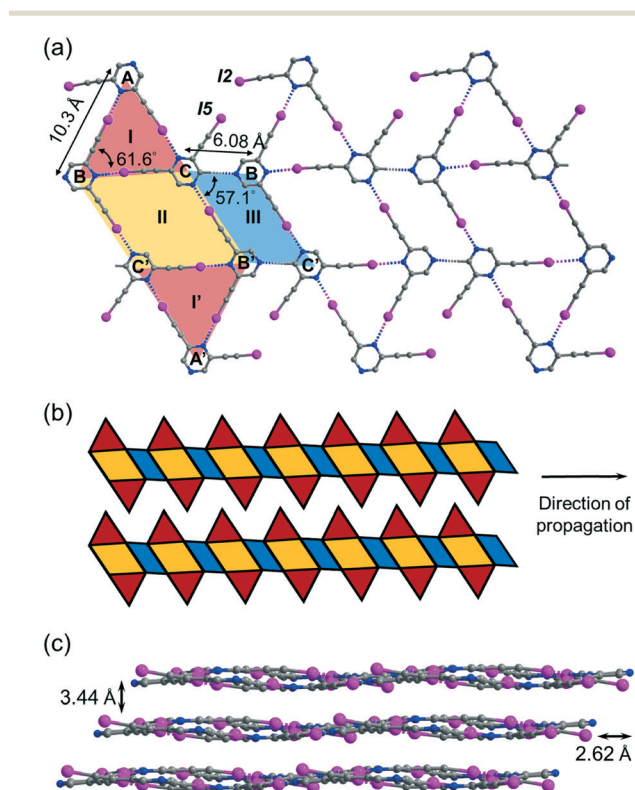 (a)
A
I2
10.3 Å
I5
I
6.08 Å
61.6°
B
C
B
57.1°
II
III
C'
B'
C'
I'
A'
(b)
Direction of
propagation
(c)
3.44 Å
2.62 Å